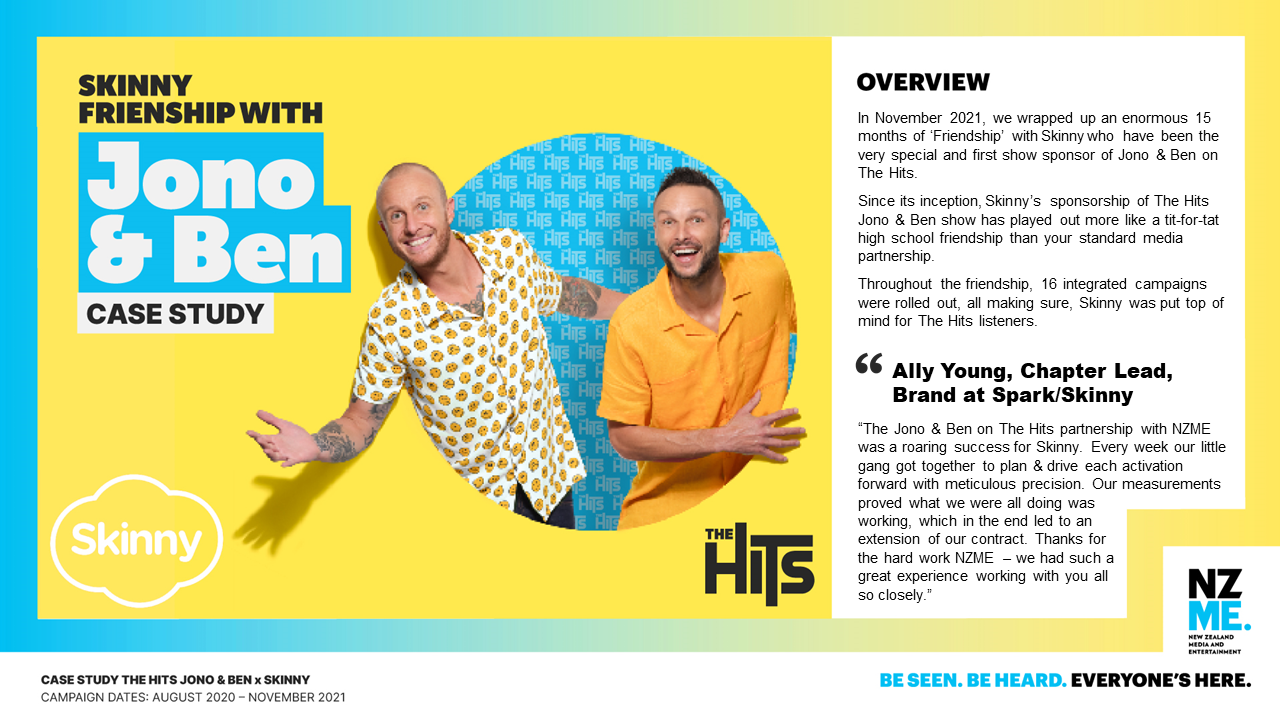 SKINNY
FRIENSHIP WITH
Jono
& Ben
CASE STUDY
Skinny
THE
HITS
OVERVIEW
In November 2021, we wrapped up an enormous 15
months of ‘Friendship’ with Skinny who have been the
very special and first show sponsor of Jono & Ben on
The Hits.
Since its inception, Skinny’s sponsorship of The Hits
Jono & Ben show has played out more like a tit-for-tat
high school friendship than your standard media
partnership.
Throughout the friendship, 16 integrated campaigns
were rolled out, all making sure, Skinny was put top of
mind for The Hits listeners.
“ Ally Young, Chapter Lead,
Brand at Spark/Skinny
“The Jono & Ben on The Hits partnership with NZME
was a roaring success for Skinny. Every week our little
gang got together to plan & drive each activation
forward with meticulous precision. Our measurements
proved what we were all doing was
working, which in the end led to an
extension of our contract. Thanks for
the hard work NZME – we had such a
great experience working with you all
so closely.”
NZ
ME.
NEW ZEALAND
MEDIA AND
ENTERTAINMENT
CASE STUDY THE HITS JONO & BEN x SKINNY
CAMPAIGN DATES: AUGUST 2020 – NOVEMBER 2021
BE SEEN. BE HEARD. EVERYONE’S HERE.